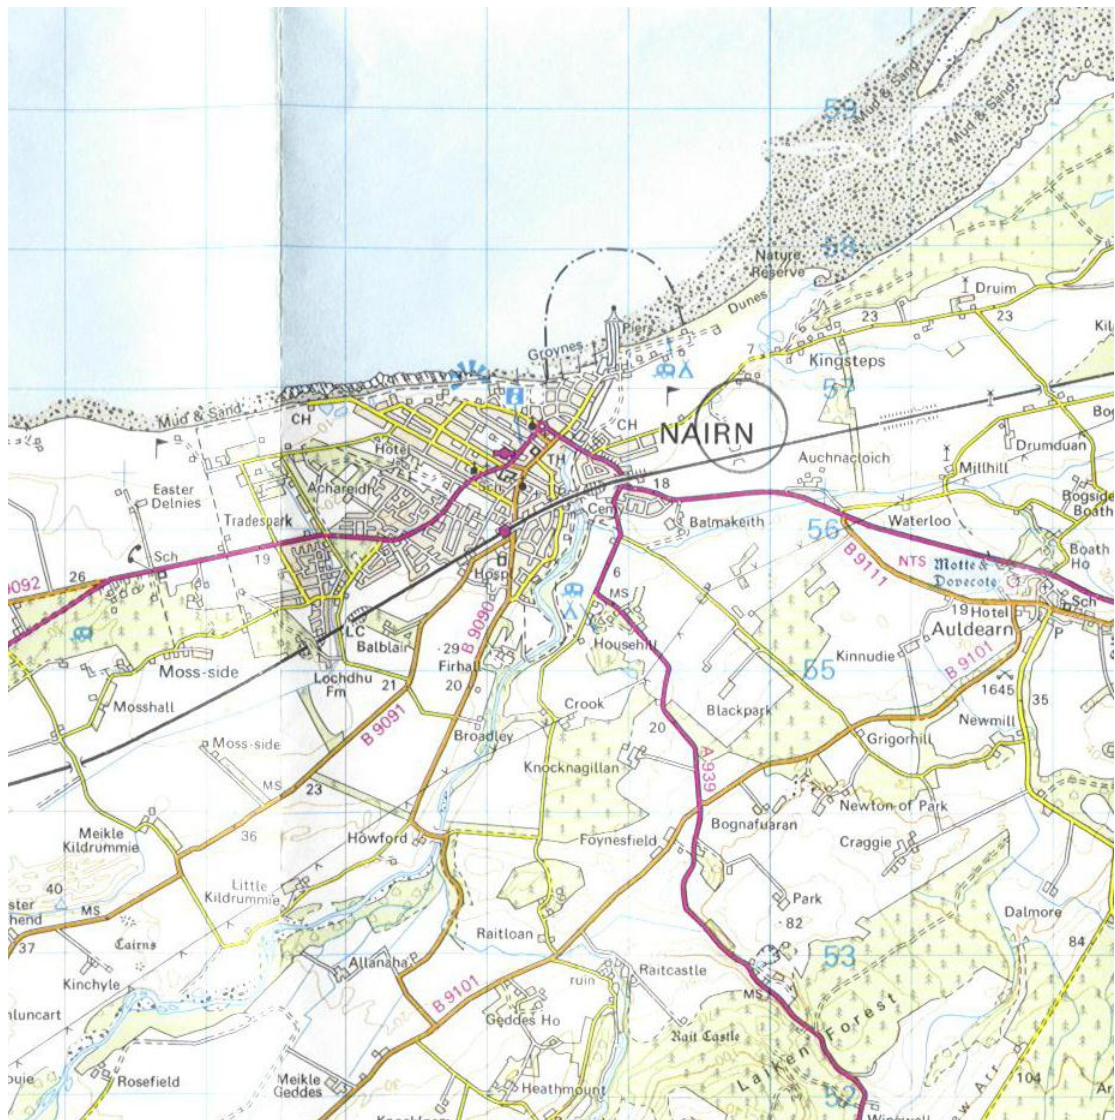 59
Mud & Sand
Mud & Sand
58
Nature
Reserve
Druim
Dunes
23
23
Piers
Groynes
7
Kingsteps
57
Mud & Sand
CH
CH
NAIRN
Drumduan
Hotel
TH
Auchnacloich
Millhill
Sch
Achareidh
18
Easter
Delnies
Cemy
Bogside
Boath
Tradespark
Balmakeith
56
Waterloo
19
Sch
B 9111
NTS
Motte &
Dovecote
Boath
Ho
26
Hospl
6
MS
Sch
19
Hotel
LC
Balblair
B 9090
Househill
Auldearn
P
29
Firhall
Kinnudie
B 9101
Moss-side
Lochdhu
Fm
21
20
55
1645
35
Mosshall
Crook
Blackpark
Newmill
B 9091
Broadley
20
Grigorhill
Moss-side
Knocknagillan
A 939
MS
23
Newton of Park
Meikle
Kildrummie
36
Howford
Foynesfield
Bognafuaran
Craggie
40
Little
Kildrummie
Park
82
Dalmore
MS
37
Cairns
Raitloan
84
53
Kinchyle
Allanaha
Raitcastle
ruin
MS
B 9101
Geddes Ho
Rait Castle
Laiken Forest
Rosefield
Meikle
Geddes
Heathmount
104
52